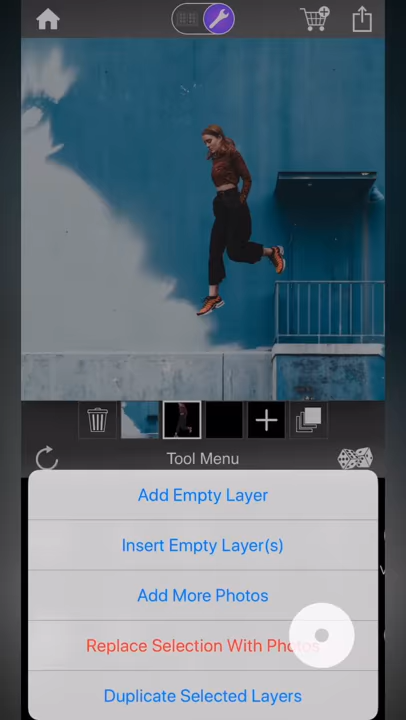 Tool Menu
Add Empty Layer
Insert Empty Layer(s)
Add More Photos
Replace Selection With Photos
Duplicate Selected Layers